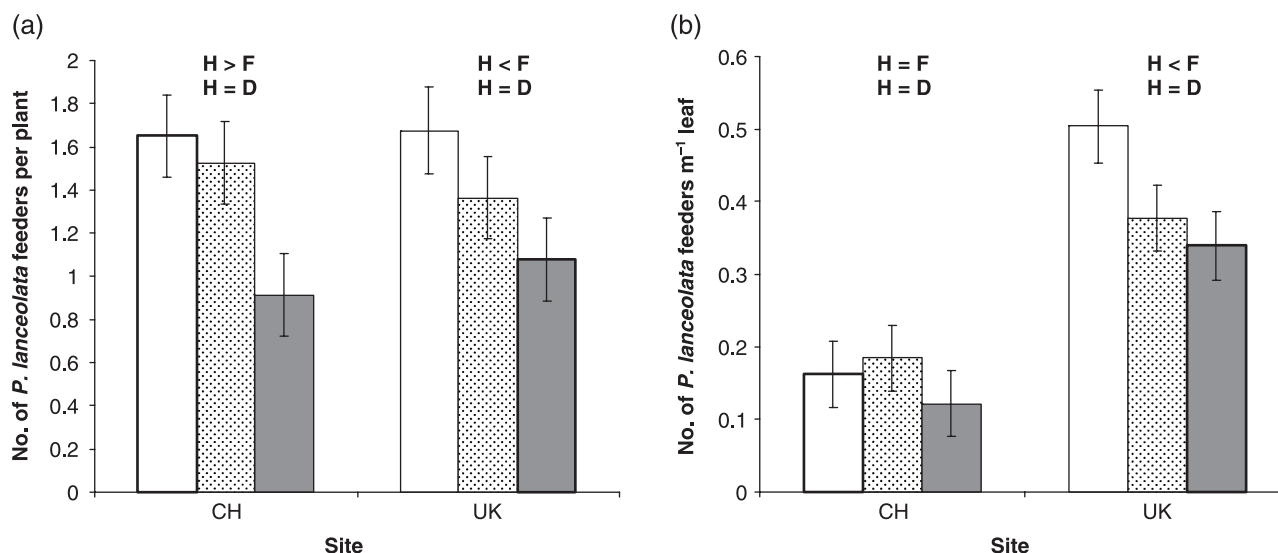 (a)
No. of P. lanceolata feeders per plant
2
1.8
1.6
1.4
1.2
1
0.8
0.6
0.4
0.2
0
H > F
H = D
H < F
H = D
CH
UK
Site
(b)
No. of P. lanceolata feeders m⁻¹ leaf
0.6
0.5
0.4
0.3
0.2
0.1
0
H = F
H = D
H < F
H = D
CH
UK
Site